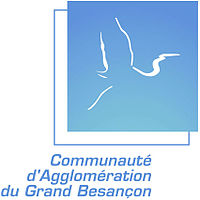 Communauté
d'Agglomération
du Grand Besançon